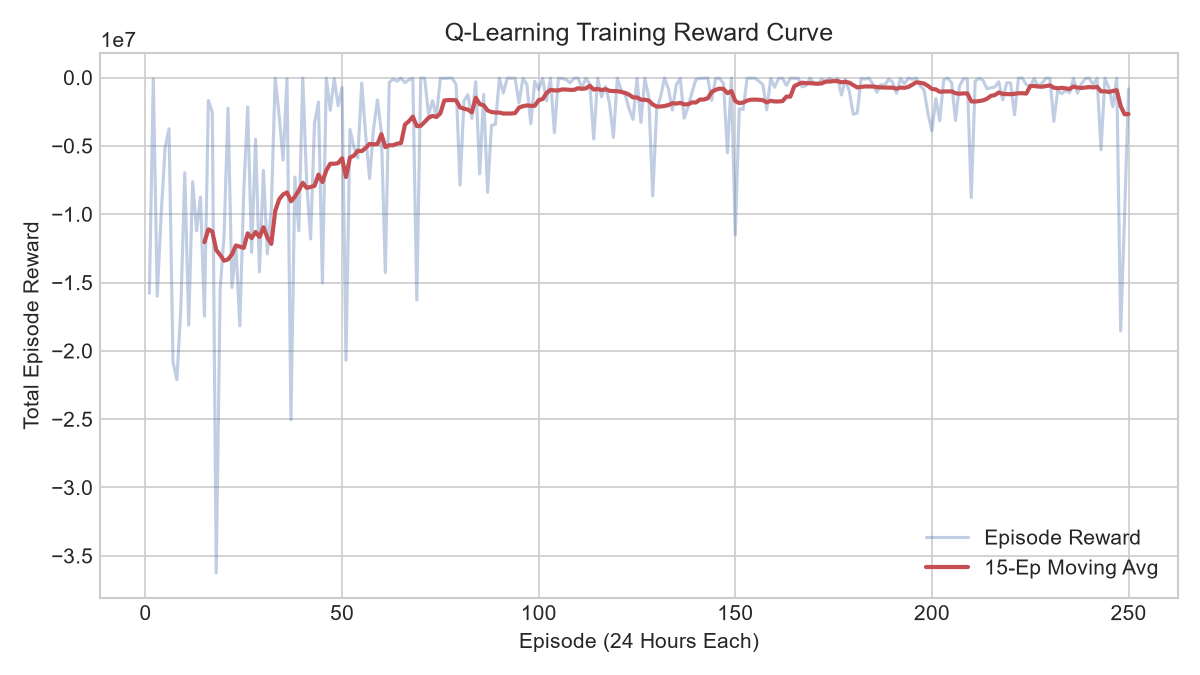 Q-Learning Training Reward Curve
1e7
0.0
−0.5
−1.0
−1.5
−2.0
−2.5
−3.0
−3.5
Total Episode Reward
Episode Reward
15-Ep Moving Avg
0 50 100 150 200 250
Episode (24 Hours Each)